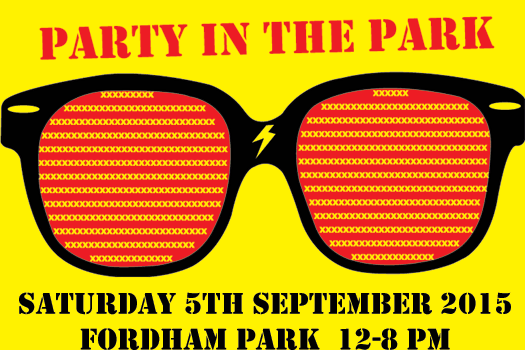 PARTY IN THE PARK
SATURDAY 5TH SEPTEMBER 2015
FORDHAM PARK 12-8 PM